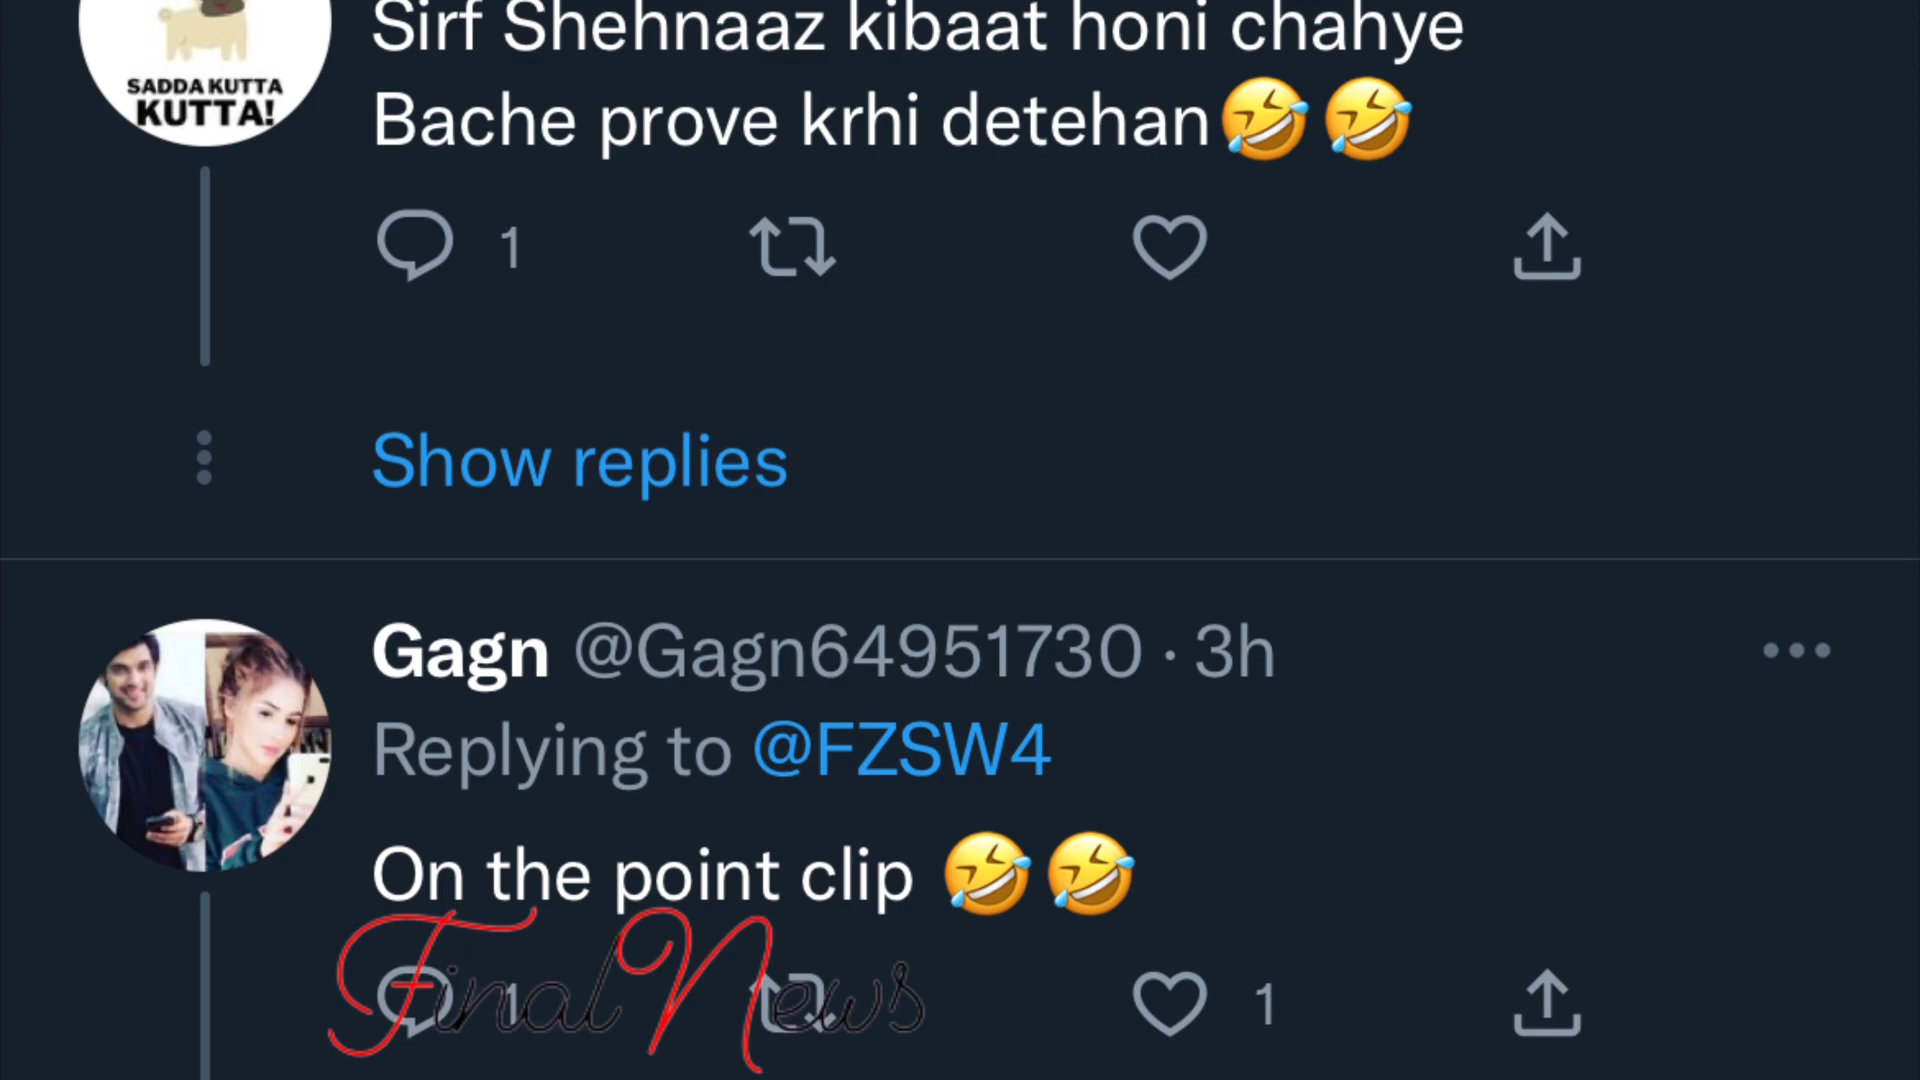 SADDA KUTTA
KUTTA!
Sirf Shehnaaz kibaat honi chahye
Bache prove krhi detehan🤣🤣
1
Show replies
Gagn @Gagn64951730 · 3h
Replying to @FZSW4
On the point clip 🤣🤣
1 1
Final News